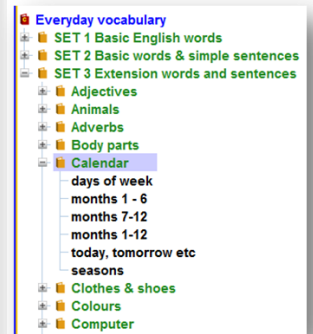 Everyday vocabulary
SET 1 Basic English words
SET 2 Basic words & simple sentences
SET 3 Extension words and sentences
Adjectives
Animals
Adverbs
Body parts
Calendar
days of week
months 1 - 6
months 7-12
months 1-12
today, tomorrow etc
seasons
Clothes & shoes
Colours
Computer